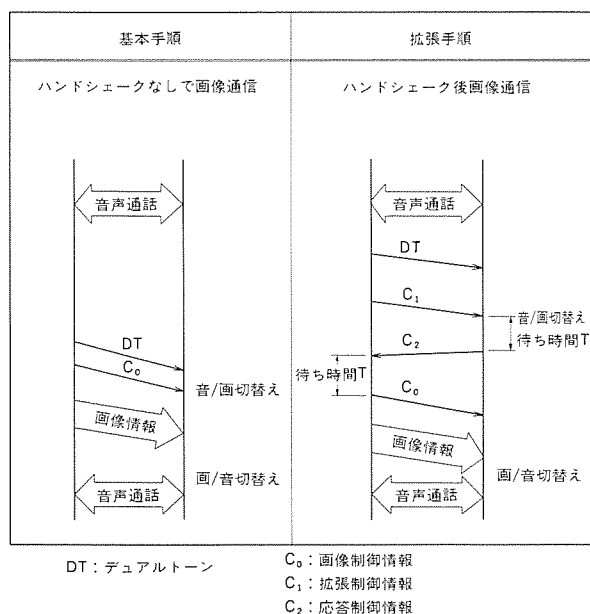 基本手順
ハンドシェークなしで画像通信
音声通話
DT
C₀
音/画切替え
画像情報
画/音切替え
音声通話
拡張手順
ハンドシェーク後画像通信
音声通話
DT
C₁
音/画切替え
待ち時間T
C₂
待ち時間T
C₀
画像情報
画/音切替え
音声通話
DT：デュアルトーン
C₀：画像制御情報
C₁：拡張制御情報
C₂：応答制御情報